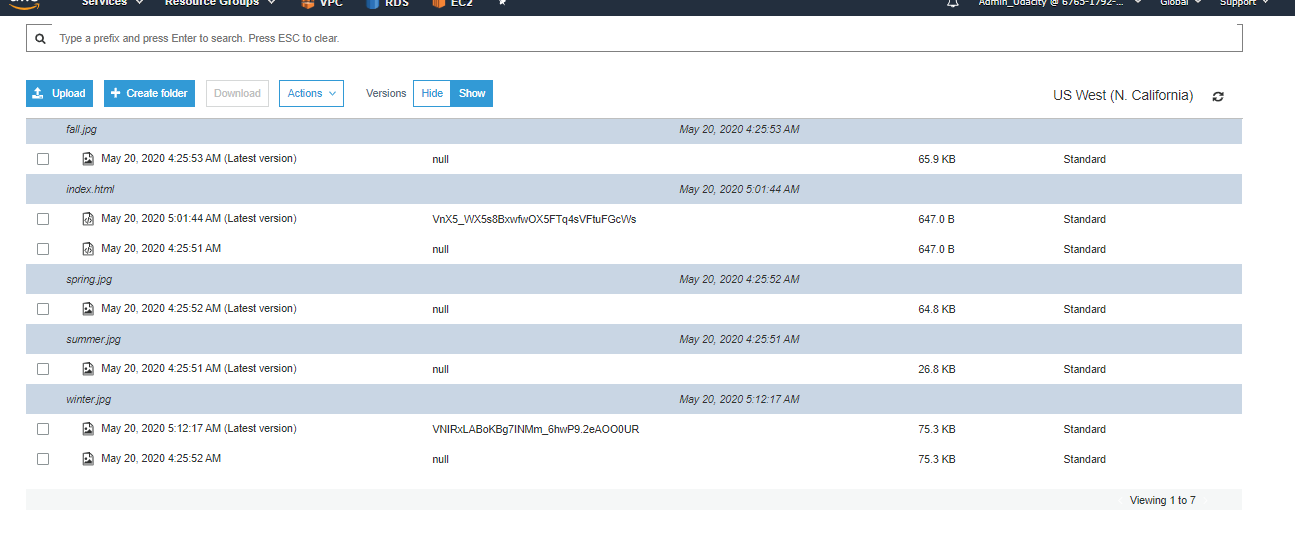 Services Resource Groups VPC RDS EC2 Admin_Udacity @ 6765-1792-... Global Support
Type a prefix and press Enter to search. Press ESC to clear.
Upload Create folder Download Actions Versions Hide Show US West (N. California)
fall.jpg May 20, 2020 4:25:53 AM
May 20, 2020 4:25:53 AM (Latest version) null 65.9 KB Standard
index.html May 20, 2020 5:01:44 AM
May 20, 2020 5:01:44 AM (Latest version) VnX5_WX5s8BxwfwOX5FTq4sVFtuFGcWs 647.0 B Standard
May 20, 2020 4:25:51 AM null 647.0 B Standard
spring.jpg May 20, 2020 4:25:52 AM
May 20, 2020 4:25:52 AM (Latest version) null 64.8 KB Standard
summer.jpg May 20, 2020 4:25:51 AM
May 20, 2020 4:25:51 AM (Latest version) null 26.8 KB Standard
winter.jpg May 20, 2020 5:12:17 AM
May 20, 2020 5:12:17 AM (Latest version) VNlRxLABoKBg7INMm_6hwP9.2eAOO0UR 75.3 KB Standard
May 20, 2020 4:25:52 AM null 75.3 KB Standard
Viewing 1 to 7